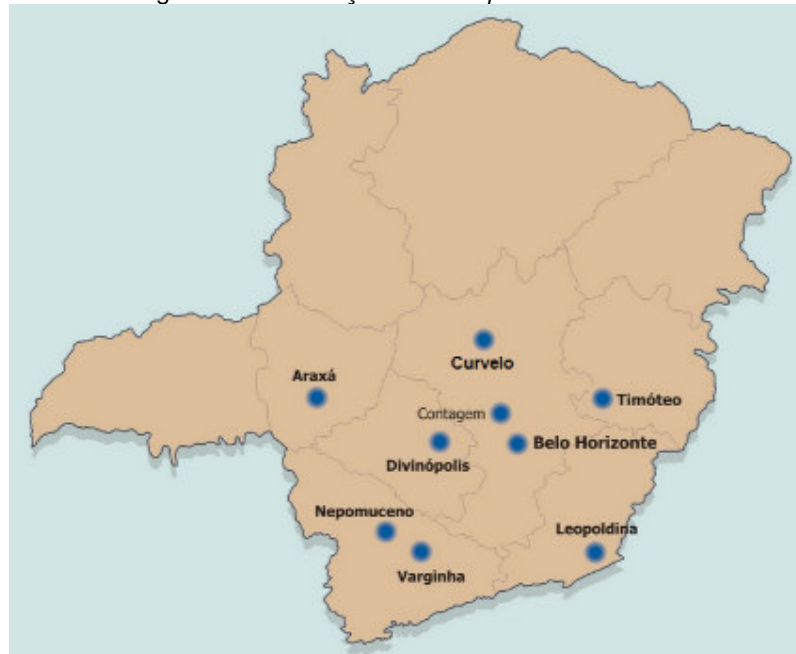 Curvelo
Araxá
Timóteo
Contagem
Belo Horizonte
Divinópolis
Nepomuceno
Leopoldina
Varginha